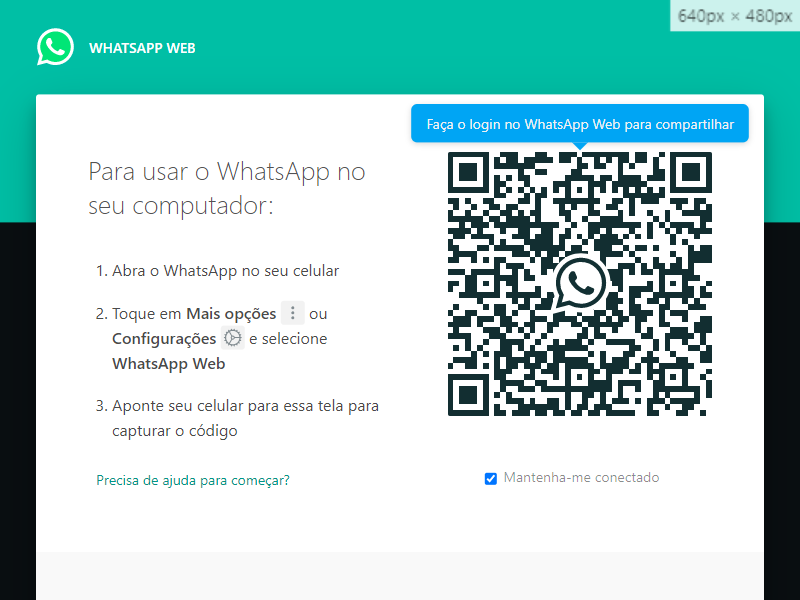 640px × 480px
WHATSAPP WEB
Faça o login no WhatsApp Web para compartilhar
Para usar o WhatsApp no
seu computador:
1. Abra o WhatsApp no seu celular
2. Toque em Mais opções ou
Configurações e selecione
WhatsApp Web
3. Aponte seu celular para essa tela para
capturar o código
Precisa de ajuda para começar?
Mantenha-me conectado